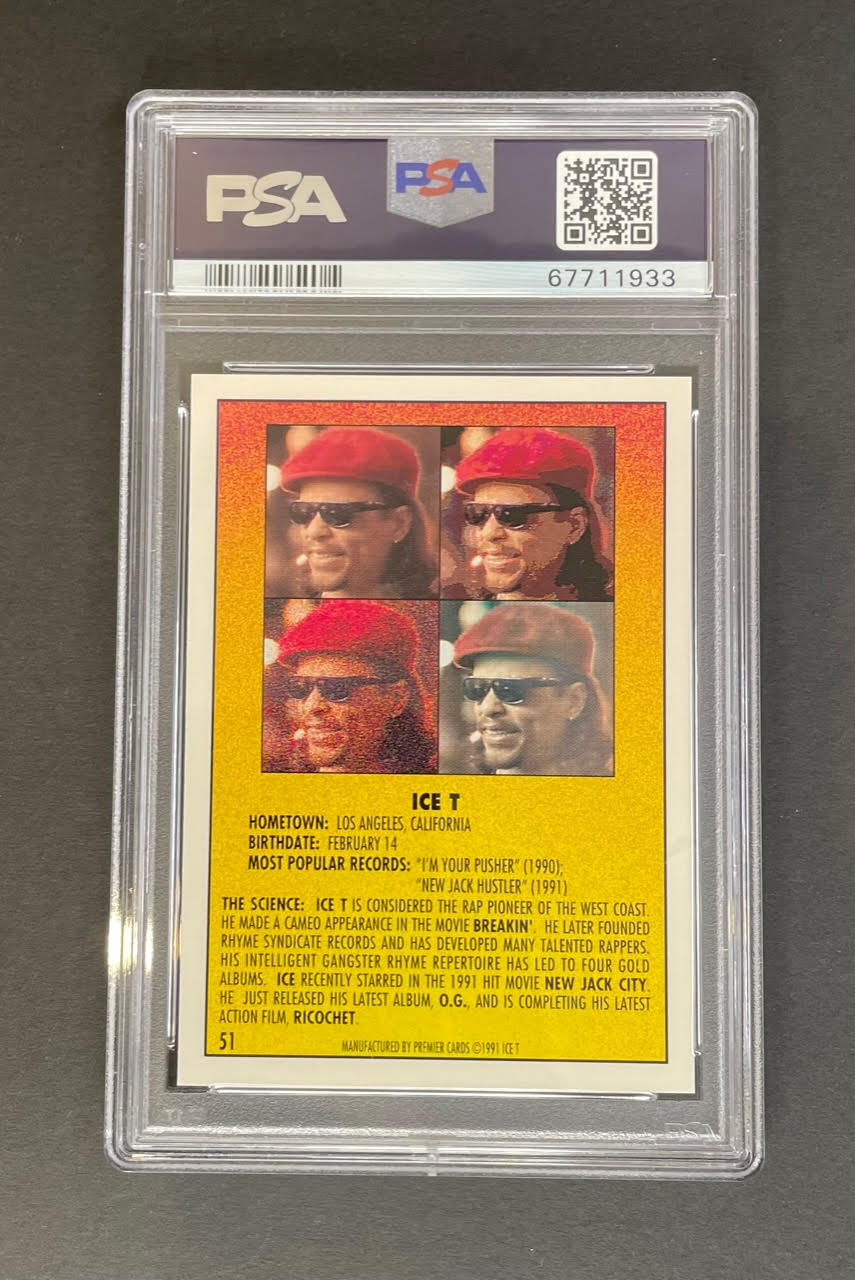 PSA
PSA
67711933
ICE T
HOMETOWN: LOS ANGELES, CALIFORNIA
BIRTHDATE: FEBRUARY 14
MOST POPULAR RECORDS: "I'M YOUR PUSHER" (1990);
"NEW JACK HUSTLER" (1991)
THE SCIENCE: ICE T IS CONSIDERED THE RAP PIONEER OF THE WEST COAST.
HE MADE A CAMEO APPEARANCE IN THE MOVIE BREAKIN'. HE LATER FOUNDED
RHYME SYNDICATE RECORDS AND HAS DEVELOPED MANY TALENTED RAPPERS.
HIS INTELLIGENT GANGSTER RHYME REPERTOIRE HAS LED TO FOUR GOLD
ALBUMS. ICE RECENTLY STARRED IN THE 1991 HIT MOVIE NEW JACK CITY.
HE JUST RELEASED HIS LATEST ALBUM, O.G., AND IS COMPLETING HIS LATEST
ACTION FILM, RICOCHET.
51
MANUFACTURED BY PREMIER CARDS ©1991 ICE T
PSA